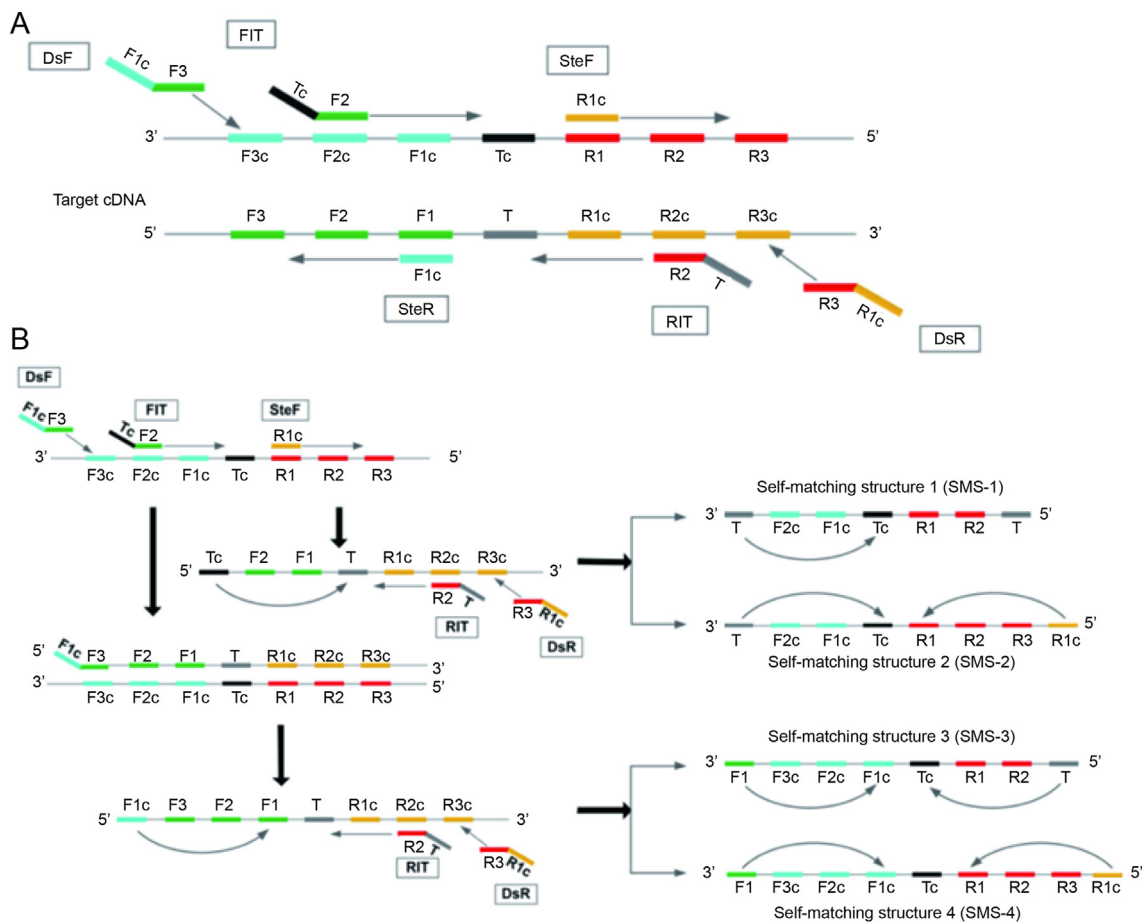 A
DsF
FIT
SteF
F1c
F3
Tc
F2
R1c
3’
5’
F3c
F2c
F1c
Tc
R1
R2
R3
Target cDNA
F3
F2
F1
T
R1c
R2c
R3c
5’
3’
F1c
R2
T
R3
R1c
SteR
RIT
DsR
B
DsF
FIT
SteF
F1c
F3
Tc
F2
R1c
3’
5’
F3c
F2c
F1c
Tc
R1
R2
R3
Tc
F2
F1
T
R1c
R2c
R3c
5’
3’
R2
T
R3
R1c
RIT
DsR
F1c
5’
F3
F2
F1
T
R1c
R2c
R3c
3’
3’
F3c
F2c
F1c
Tc
R1
R2
R3
5’
F1c
F3
F2
F1
T
R1c
R2c
R3c
5’
3’
R2
T
R3
R1c
RIT
DsR
Self-matching structure 1 (SMS-1)
3’
5’
T
F2c
F1c
Tc
R1
R2
T
3’
5’
T
F2c
F1c
Tc
R1
R2
R3
R1c
Self-matching structure 2 (SMS-2)
Self-matching structure 3 (SMS-3)
3’
5’
F1
F3c
F2c
F1c
Tc
R1
R2
T
3’
5’
F1
F3c
F2c
F1c
Tc
R1
R2
R3
R1c
Self-matching structure 4 (SMS-4)